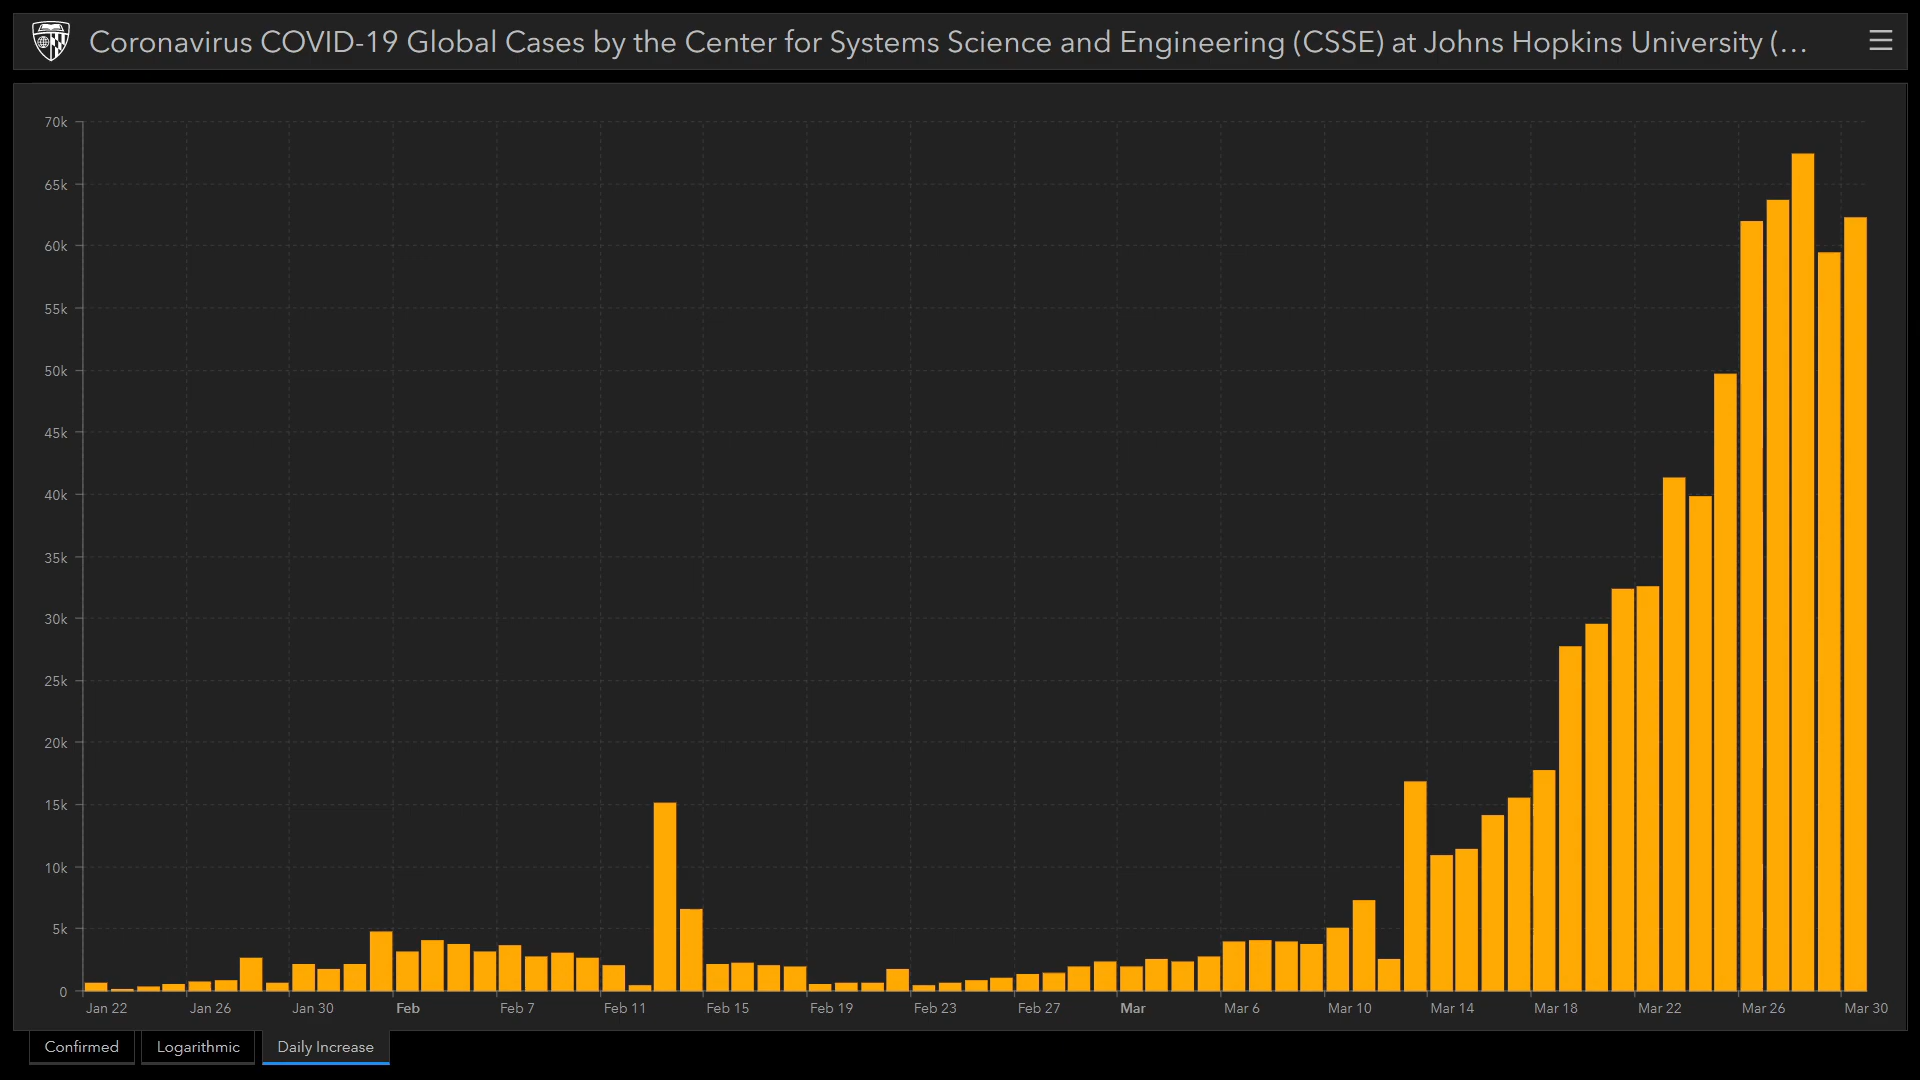 Coronavirus COVID-19 Global Cases by the Center for Systems Science and Engineering (CSSE) at Johns Hopkins University (...
70k
65k
60k
55k
50k
45k
40k
35k
30k
25k
20k
15k
10k
5k
0
Jan 22 Jan 26 Jan 30 Feb Feb 7 Feb 11 Feb 15 Feb 19 Feb 23 Feb 27 Mar Mar 6 Mar 10 Mar 14 Mar 18 Mar 22 Mar 26 Mar 30
Confirmed Logarithmic Daily Increase